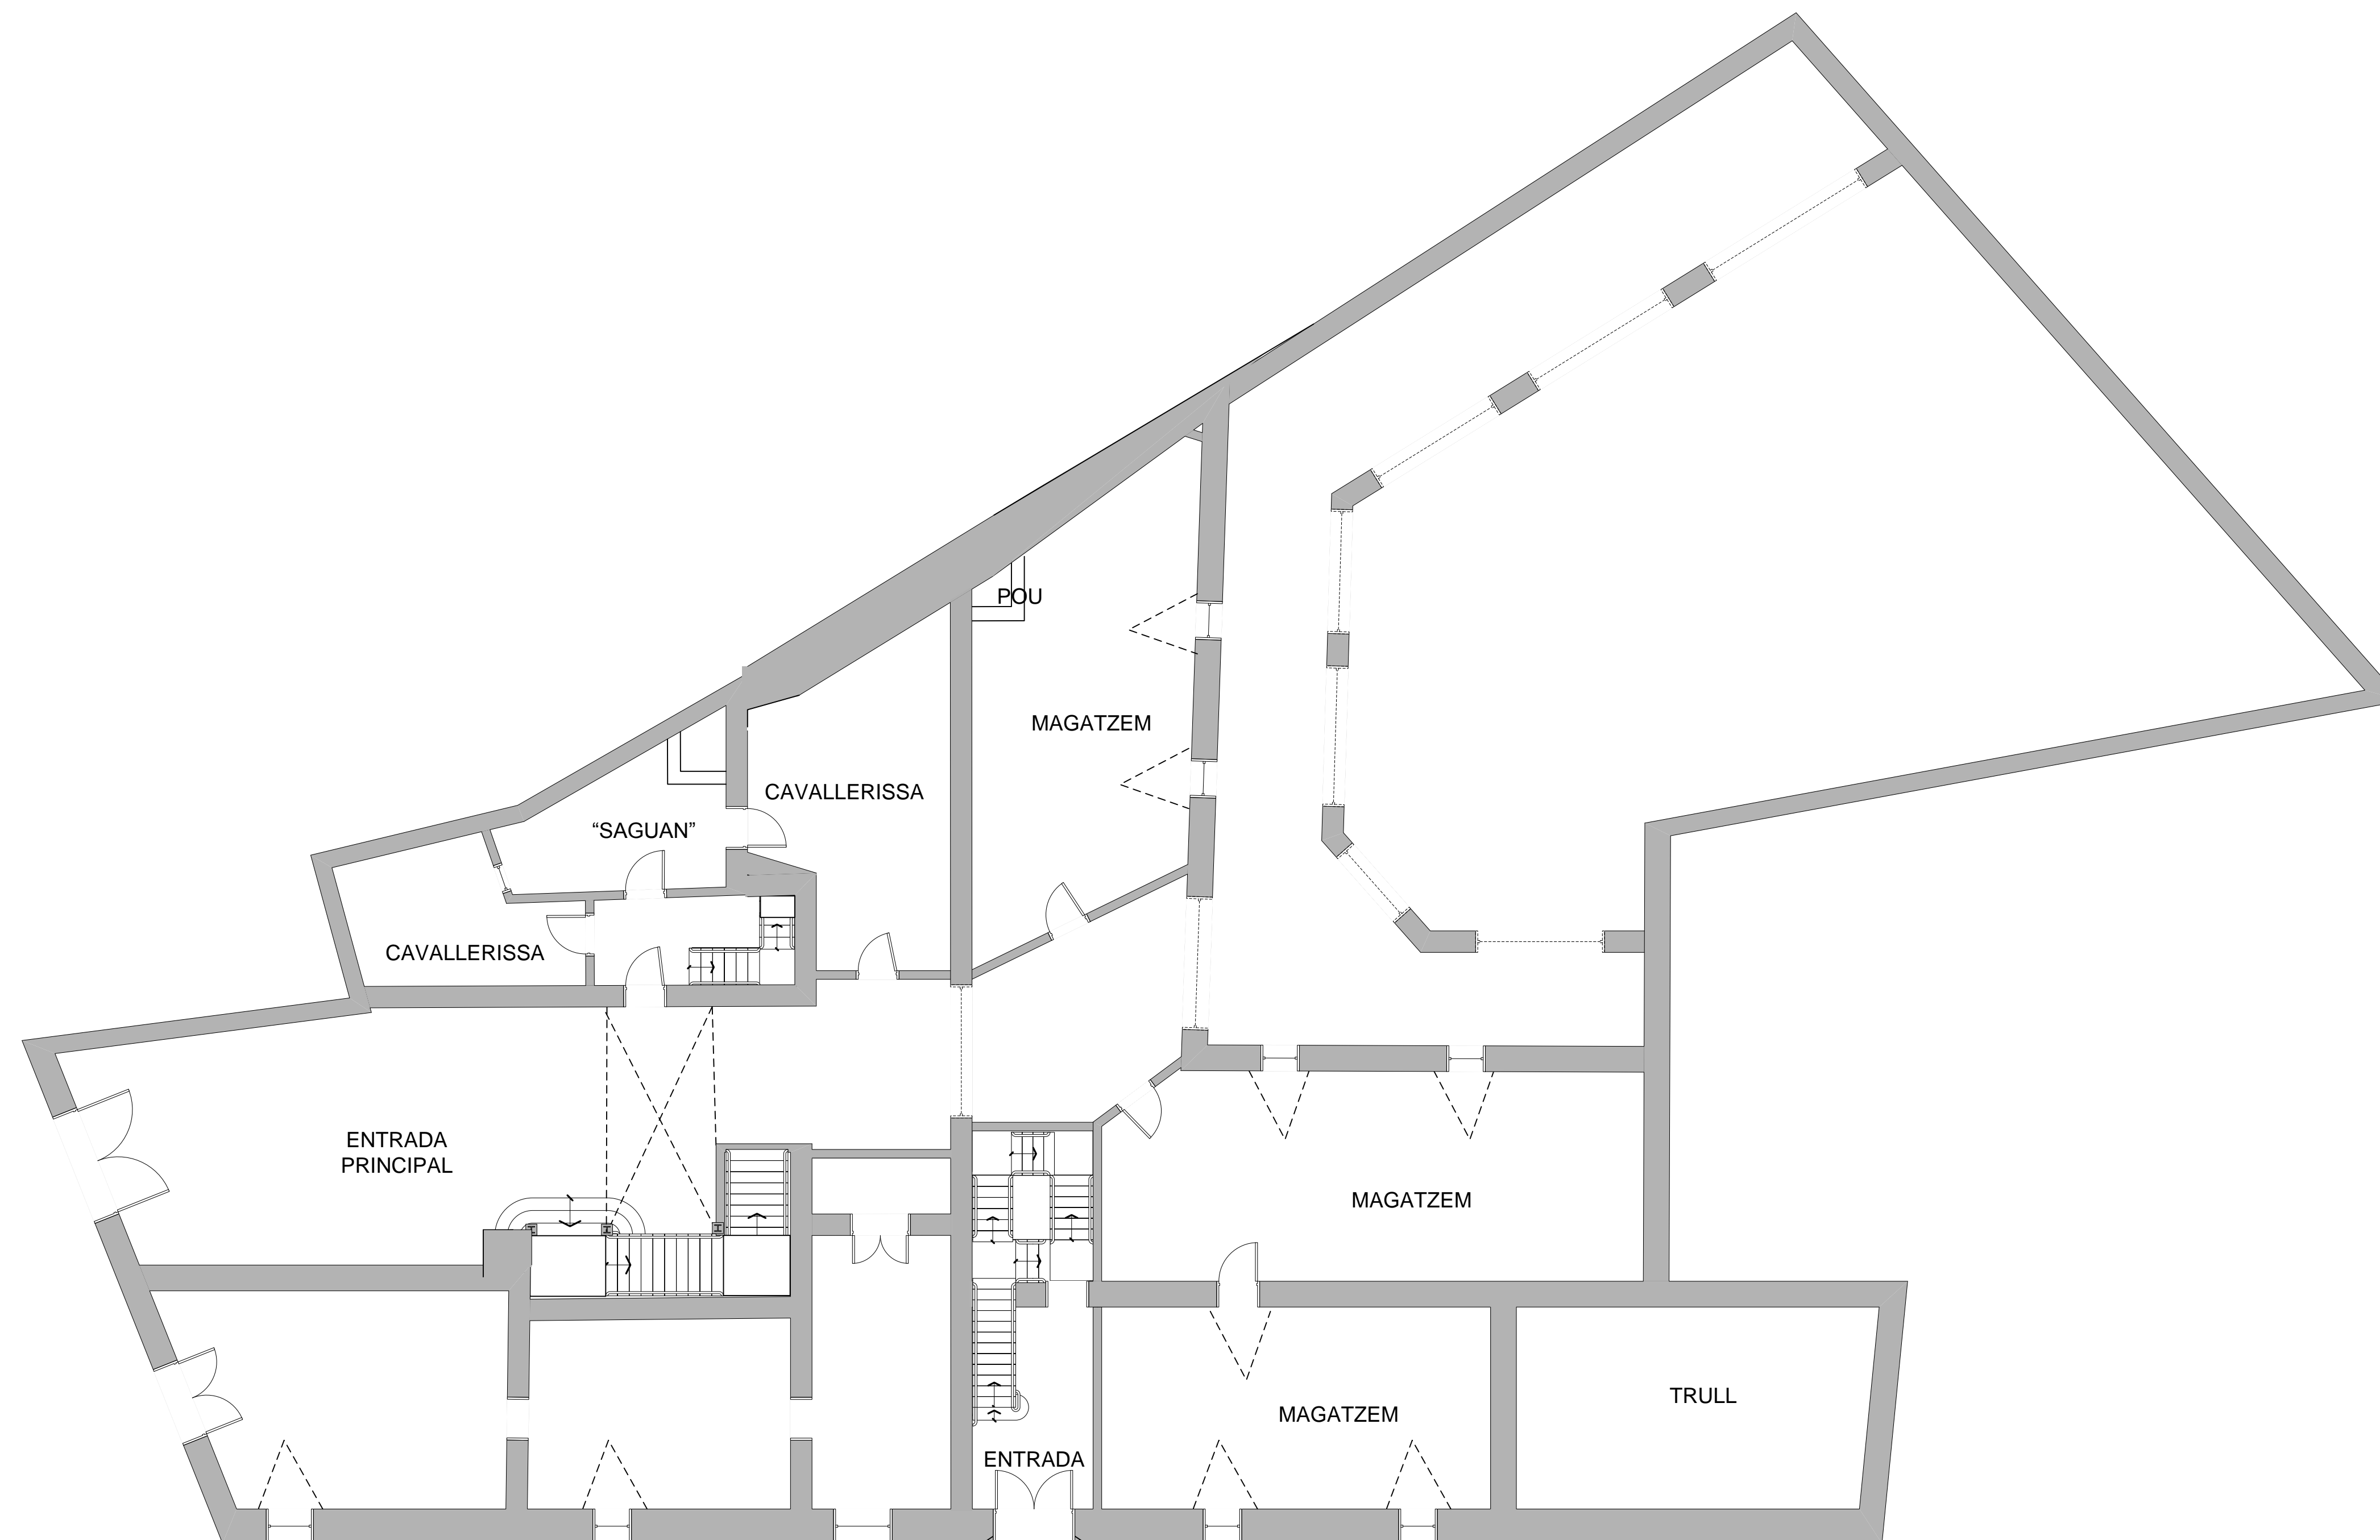 POU
MAGATZEM
CAVALLERISSA
“SAGUAN”
CAVALLERISSA
ENTRADA
PRINCIPAL
MAGATZEM
TRULL
MAGATZEM
ENTRADA